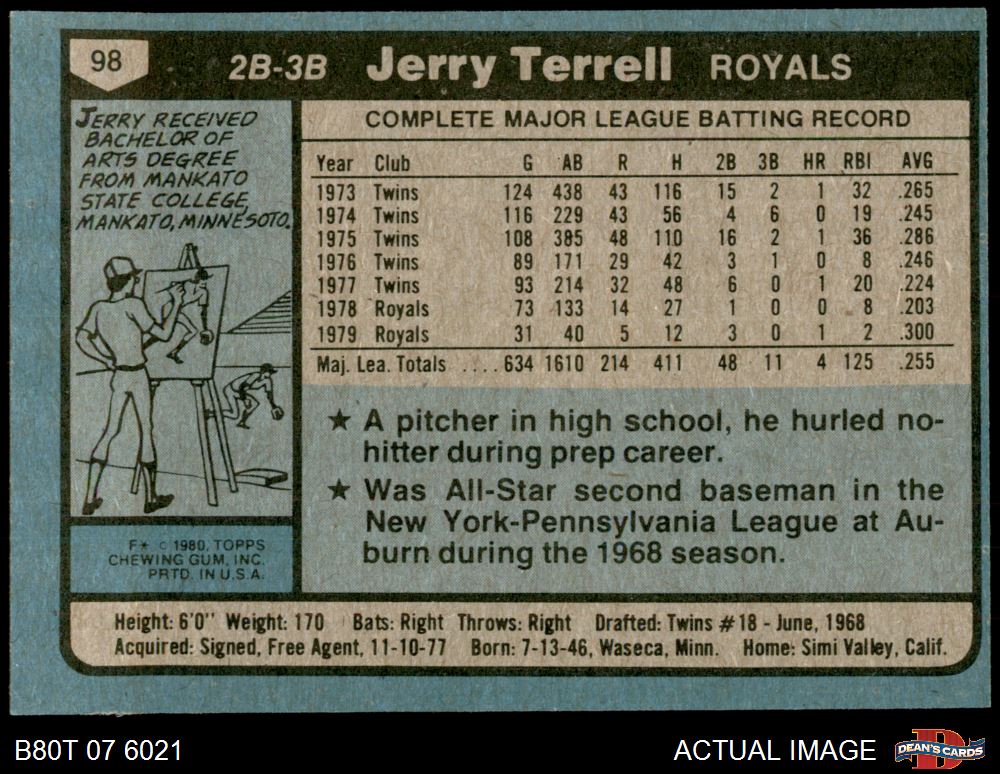 98 2B-3B Jerry Terrell ROYALS
JERRY RECEIVED
BACHELOR OF
ARTS DEGREE
FROM MANKATO
STATE COLLEGE,
MANKATO, MINNESOTO.
F* © 1980, TOPPS
CHEWING GUM, INC.
PRTD. IN U.S.A.
COMPLETE MAJOR LEAGUE BATTING RECORD
Year Club G AB R H 2B 3B HR RBI AVG
1973 Twins 124 438 43 116 15 2 1 32 .265
1974 Twins 116 229 43 56 4 6 0 19 .245
1975 Twins 108 385 48 110 16 2 1 36 .286
1976 Twins 89 171 29 42 3 1 0 8 .246
1977 Twins 93 214 32 48 6 0 1 20 .224
1978 Royals 73 133 14 27 1 0 0 8 .203
1979 Royals 31 40 5 12 3 0 1 2 .300
Maj. Lea. Totals .... 634 1610 214 411 48 11 4 125 .255
★ A pitcher in high school, he hurled no-
hitter during prep career.
★ Was All-Star second baseman in the
New York-Pennsylvania League at Au-
burn during the 1968 season.
Height: 6'0" Weight: 170 Bats: Right Throws: Right Drafted: Twins #18 - June, 1968
Acquired: Signed, Free Agent, 11-10-77 Born: 7-13-46, Waseca, Minn. Home: Simi Valley, Calif.
B80T 07 6021 ACTUAL IMAGE D DEAN'S CARDS